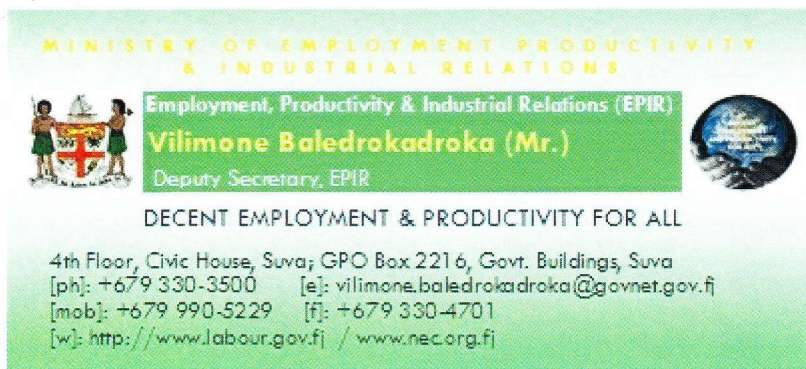 MINISTRY OF EMPLOYMENT PRODUCTIVITY
& INDUSTRIAL RELATIONS
Employment, Productivity & Industrial Relations (EPIR)
Vilimone Baledrokadroka (Mr.)
Deputy Secretary, EPIR
DECENT EMPLOYMENT & PRODUCTIVITY FOR ALL
4th Floor, Civic House, Suva; GPO Box 2216, Govt. Buildings, Suva
[ph]: +679 330-3500 [e]: vilimone.baledrokadroka@govnet.gov.fj
[mob]: +679 990-5229 [f]: +679 330-4701
[w]: http://www.labour.gov.fj / www.nec.org.fj